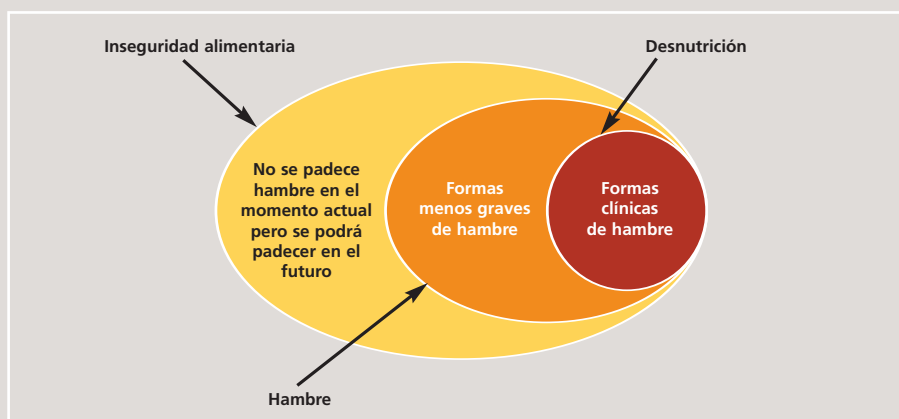 Inseguridad alimentaria
Desnutrición
No se padece
hambre en el
momento actual
pero se podrá
padecer en el
futuro
Formas
menos graves
de hambre
Formas
clínicas
de hambre
Hambre